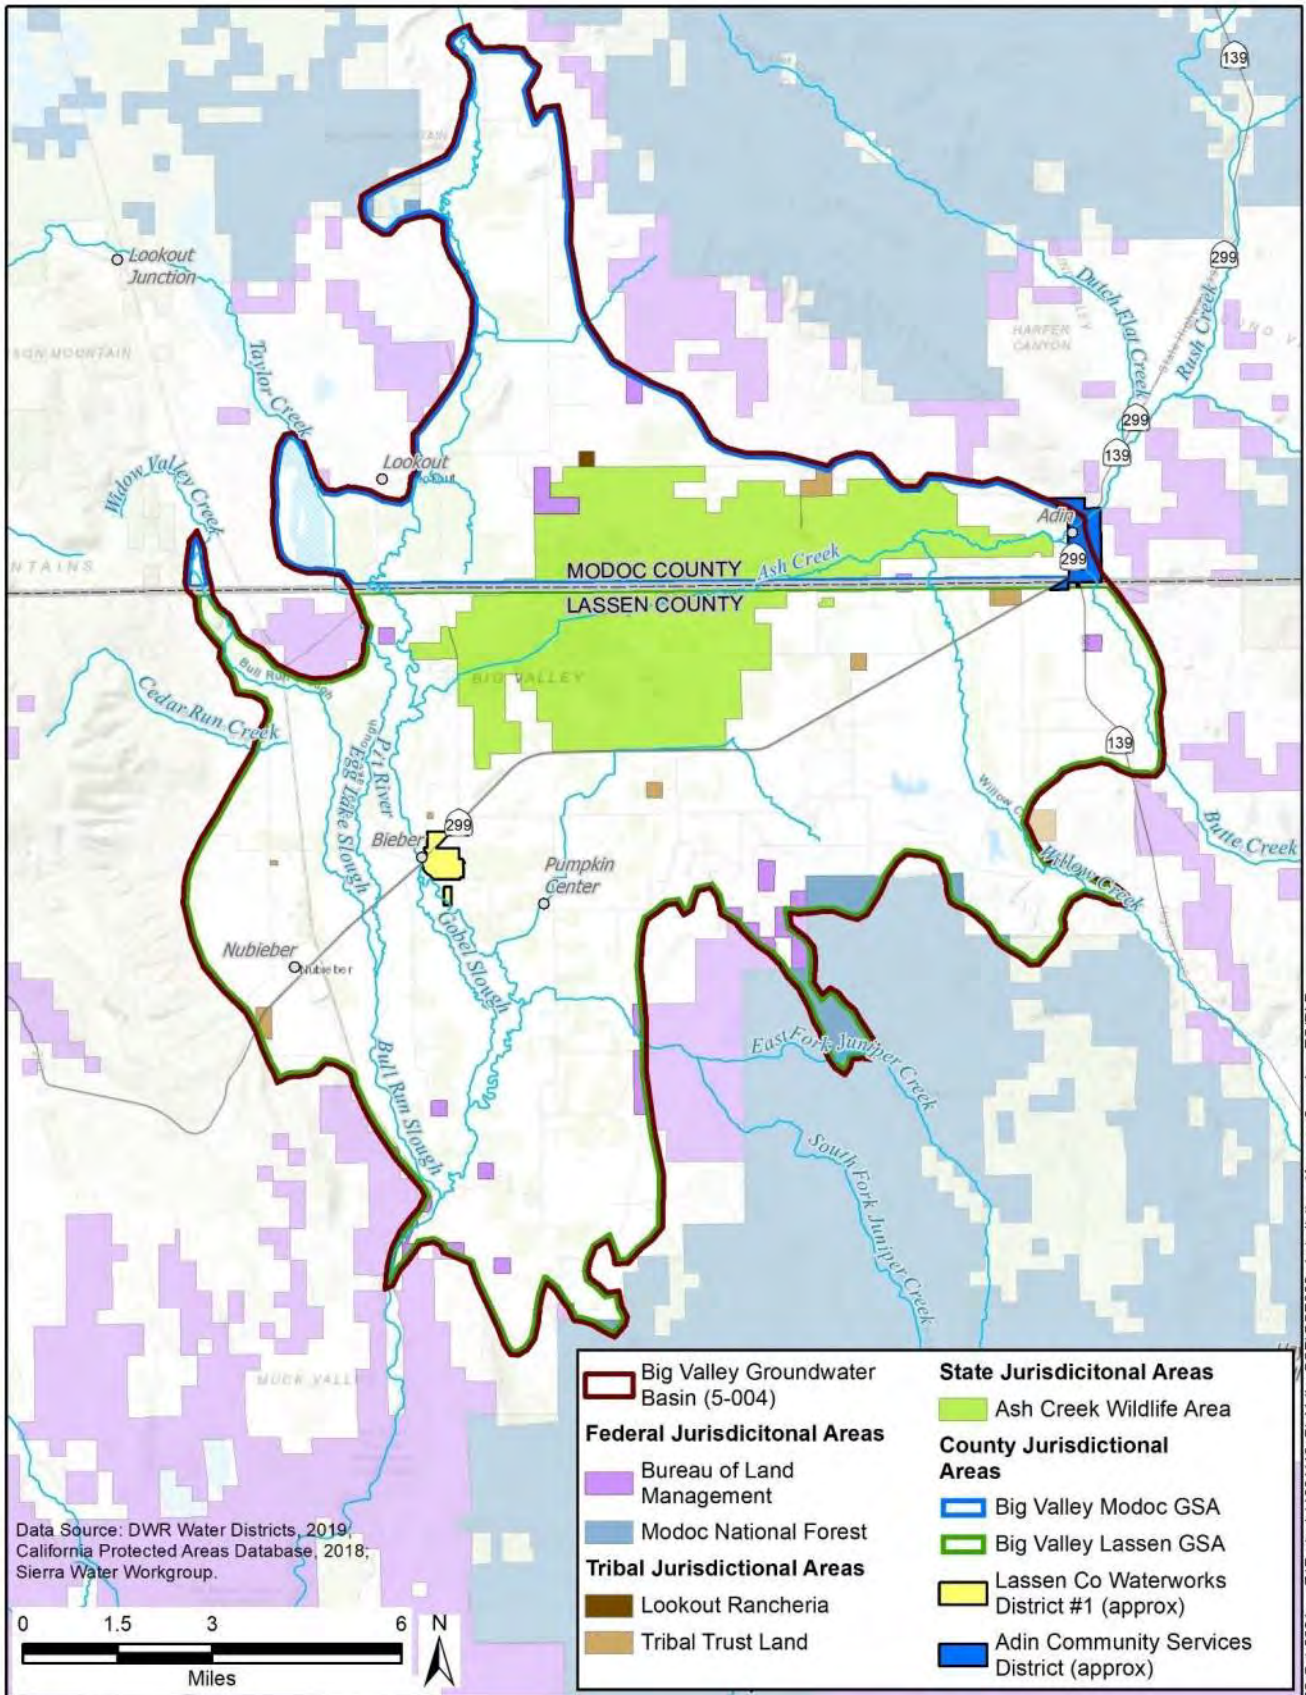 139
Lookout
Junction
299
Dutch Flat Creek
Rush Creek
HARPER
CANYON
Taylor Creek
299
139
Lookout
Widow Valley Creek
Adin
299
NTAINS
MODOC COUNTY
Ash Creek
LASSEN COUNTY
BIG VALLEY
Cedar Run Creek
Pit River
Egg Lake Slough
139
Butte Creek
Willow Creek
299
Bieber
Pumpkin
Center
Gobel Slough
Nubieber
Nubieber
East Fork Juniper Creek
Bull Run Slough
South Fork Juniper Creek
MUCK VALLE
Data Source: DWR Water Districts, 2019;
California Protected Areas Database, 2018;
Sierra Water Workgroup.
0 1.5 3 6
Miles
N
Big Valley Groundwater
Basin (5-004)
Federal Jurisdicitonal Areas
Bureau of Land
Management
Modoc National Forest
Tribal Jurisdictional Areas
Lookout Rancheria
Tribal Trust Land
State Jurisdicitonal Areas
Ash Creek Wildlife Area
County Jurisdictional
Areas
Big Valley Modoc GSA
Big Valley Lassen GSA
Lassen Co Waterworks
District #1 (approx)
Adin Community Services
District (approx)